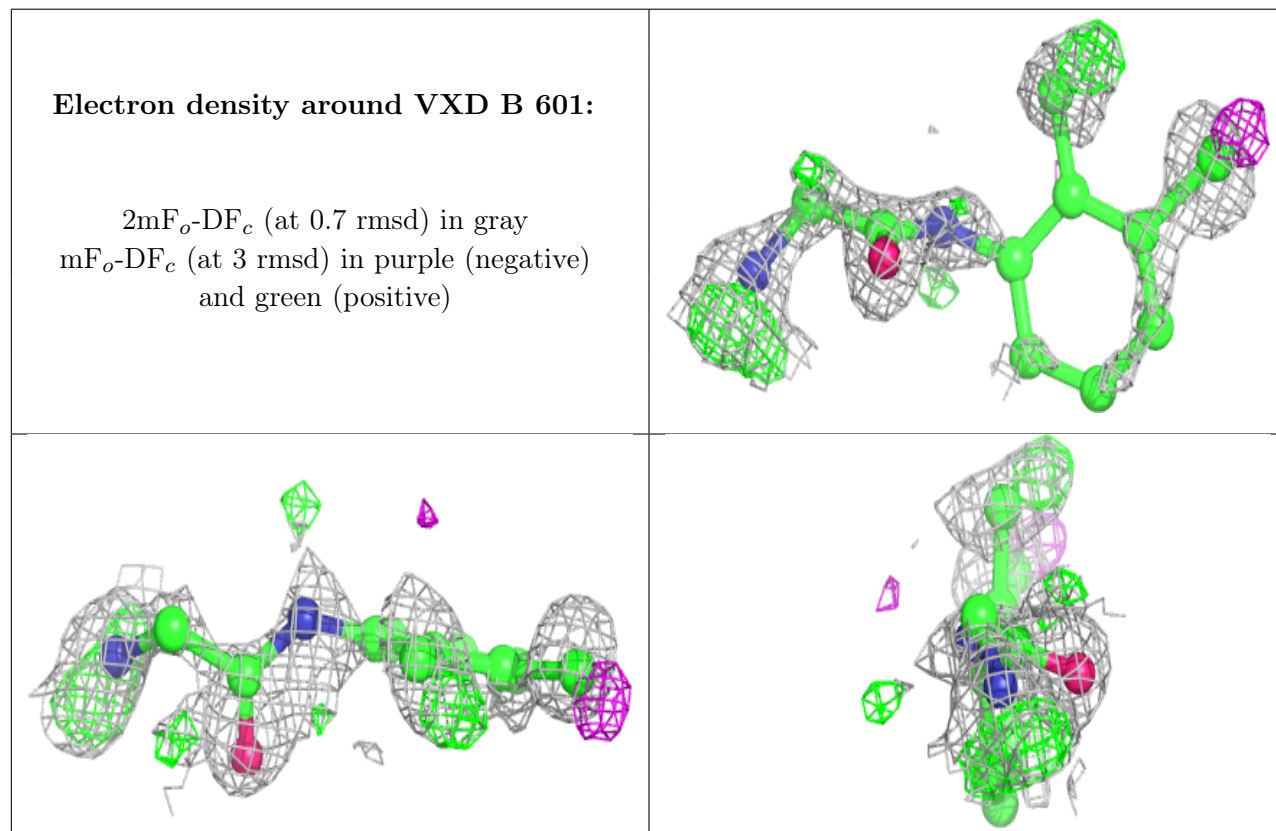 Electron density around VXD B 601:
2mFo-DFc (at 0.7 rmsd) in gray
mFo-DFc (at 3 rmsd) in purple (negative)
and green (positive)